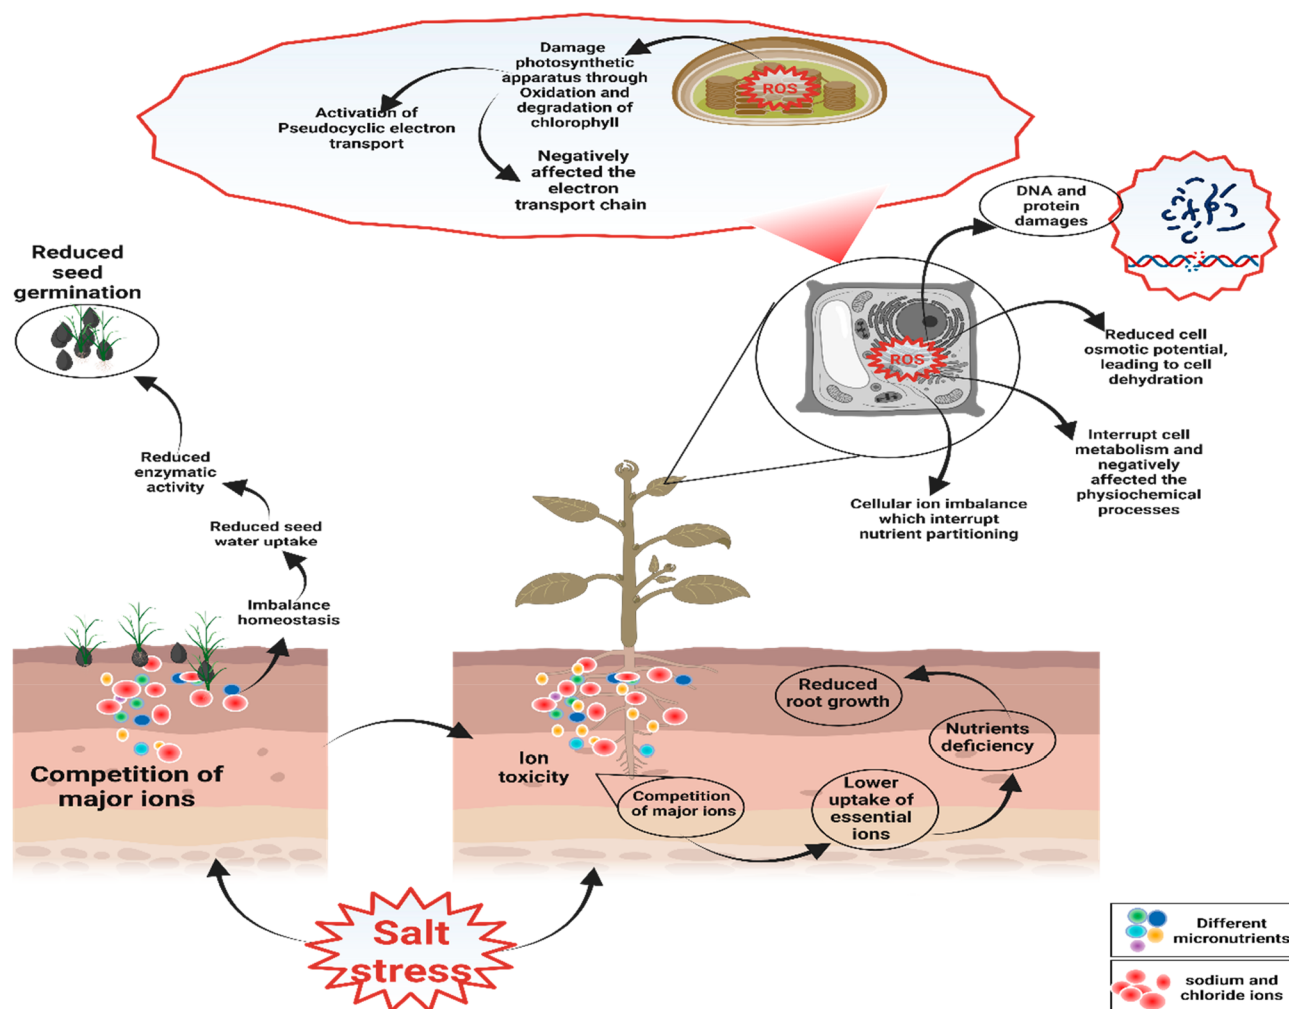 Damage
photosynthetic
apparatus through
Oxidation and
degradation of
chlorophyll
ROS
Activation of
Pseudocyclic electron
transport
Negatively
affected the
electron
transport chain
DNA and
protein
damages
Reduced
seed
germination
ROS
Reduced cell
osmotic potential,
leading to cell
dehydration
Interrupt cell
metabolism and
negatively
affected the
physiochemical
processes
Cellular ion imbalance
which interrupt
nutrient partitioning
Reduced
enzymatic
activity
Reduced seed
water uptake
Imbalance
homeostasis
Competition of
major ions
Ion
toxicity
Competition
of major ions
Lower
uptake of
essential
ions
Nutrients
deficiency
Reduced
root growth
Salt
stress
Different
micronutrients
sodium and
chloride ions